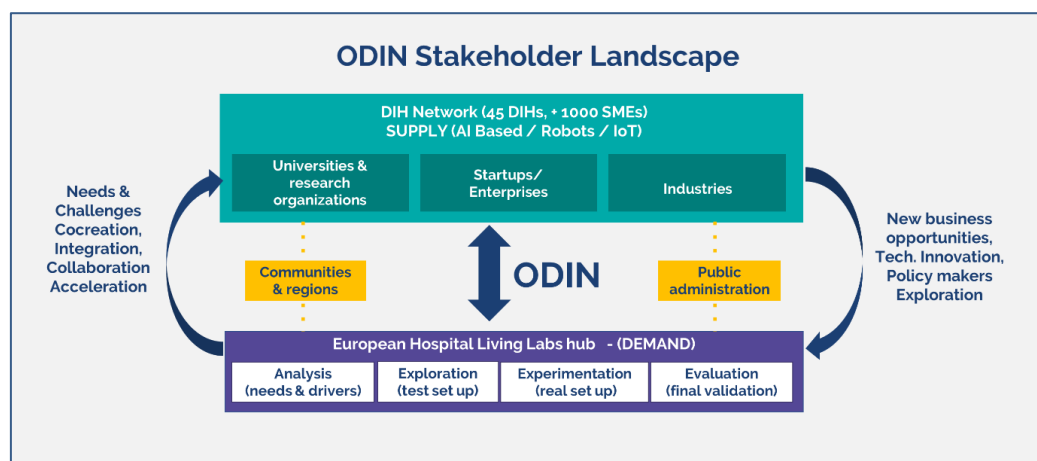 ODIN Stakeholder Landscape
DIH Network (45 DIHs, + 1000 SMEs)
SUPPLY (AI Based / Robots / IoT)
Universities &
research
organizations
Startups/
Enterprises
Industries
Needs &
Challenges
Cocreation,
Integration,
Collaboration
Acceleration
Communities
& regions
ODIN
Public
administration
New business
opportunities,
Tech. Innovation,
Policy makers
Exploration
European Hospital Living Labs hub - (DEMAND)
Analysis
(needs & drivers)
Exploration
(test set up)
Experimentation
(real set up)
Evaluation
(final validation)